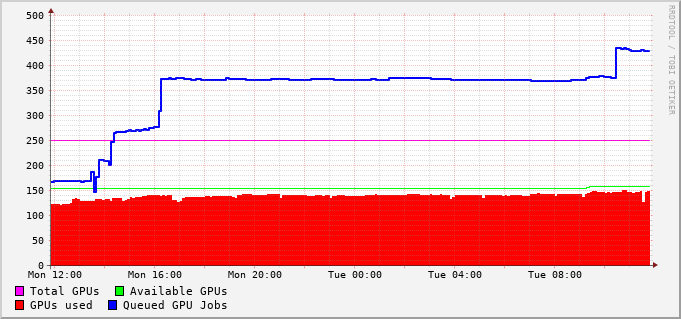 500
450
400
350
300
250
200
150
100
50
0
Mon 12:00 Mon 16:00 Mon 20:00 Tue 00:00 Tue 04:00 Tue 08:00
Total GPUs Available GPUs
GPUs used Queued GPU Jobs
RRDTOOL / TOBI OETIKER